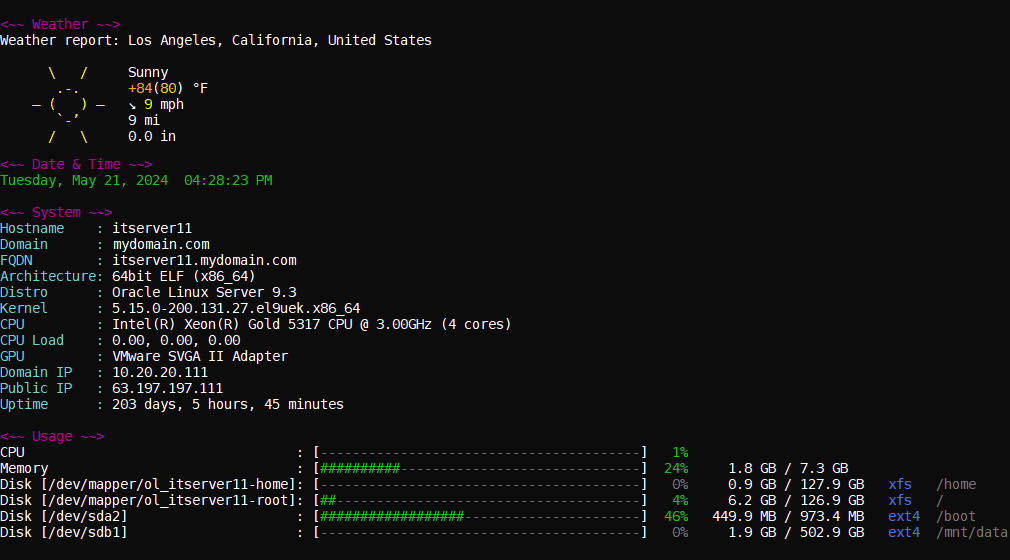 <~~ Weather ~~>
Weather report: Los Angeles, California, United States
    \   /     Sunny
     .-.      +84(80) °F
  ― (   ) ―   ↘ 9 mph
     `-’      9 mi
    /   \     0.0 in
<~~ Date & Time ~~>
Tuesday, May 21, 2024  04:28:23 PM
<~~ System ~~>
Hostname    : itserver11
Domain      : mydomain.com
FQDN        : itserver11.mydomain.com
Architecture: 64bit ELF (x86_64)
Distro      : Oracle Linux Server 9.3
Kernel      : 5.15.0-200.131.27.el9uek.x86_64
CPU         : Intel(R) Xeon(R) Gold 5317 CPU @ 3.00GHz (4 cores)
CPU Load    : 0.00, 0.00, 0.00
GPU         : VMware SVGA II Adapter
Domain IP   : 10.20.20.111
Public IP   : 63.197.197.111
Uptime      : 203 days, 5 hours, 45 minutes
<~~ Usage ~~>
CPU                                  : [----------------------------------------]   1%
Memory                               : [##########------------------------------]  24%     1.8 GB / 7.3 GB
Disk [/dev/mapper/ol_itserver11-home]: [----------------------------------------]   0%     0.9 GB / 127.9 GB   xfs   /home
Disk [/dev/mapper/ol_itserver11-root]: [##--------------------------------------]   4%     6.2 GB / 126.9 GB   xfs   /
Disk [/dev/sda2]                     : [##################----------------------]  46%   449.9 MB / 973.4 MB   ext4  /boot
Disk [/dev/sdb1]                     : [----------------------------------------]   0%     1.9 GB / 502.9 GB   ext4  /mnt/data